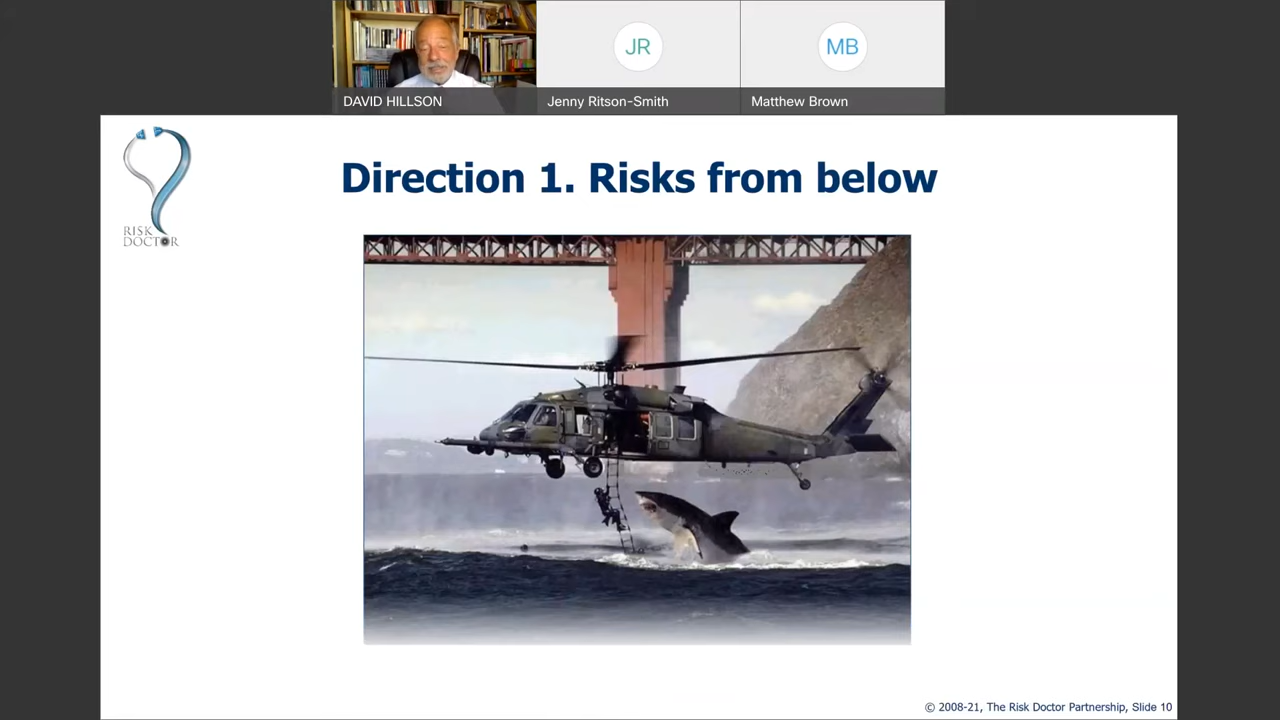 JR
MB
DAVID HILLSON
Jenny Ritson-Smith
Matthew Brown
RISK
DOCTOR
Direction 1. Risks from below
© 2008-21, The Risk Doctor Partnership, Slide 10